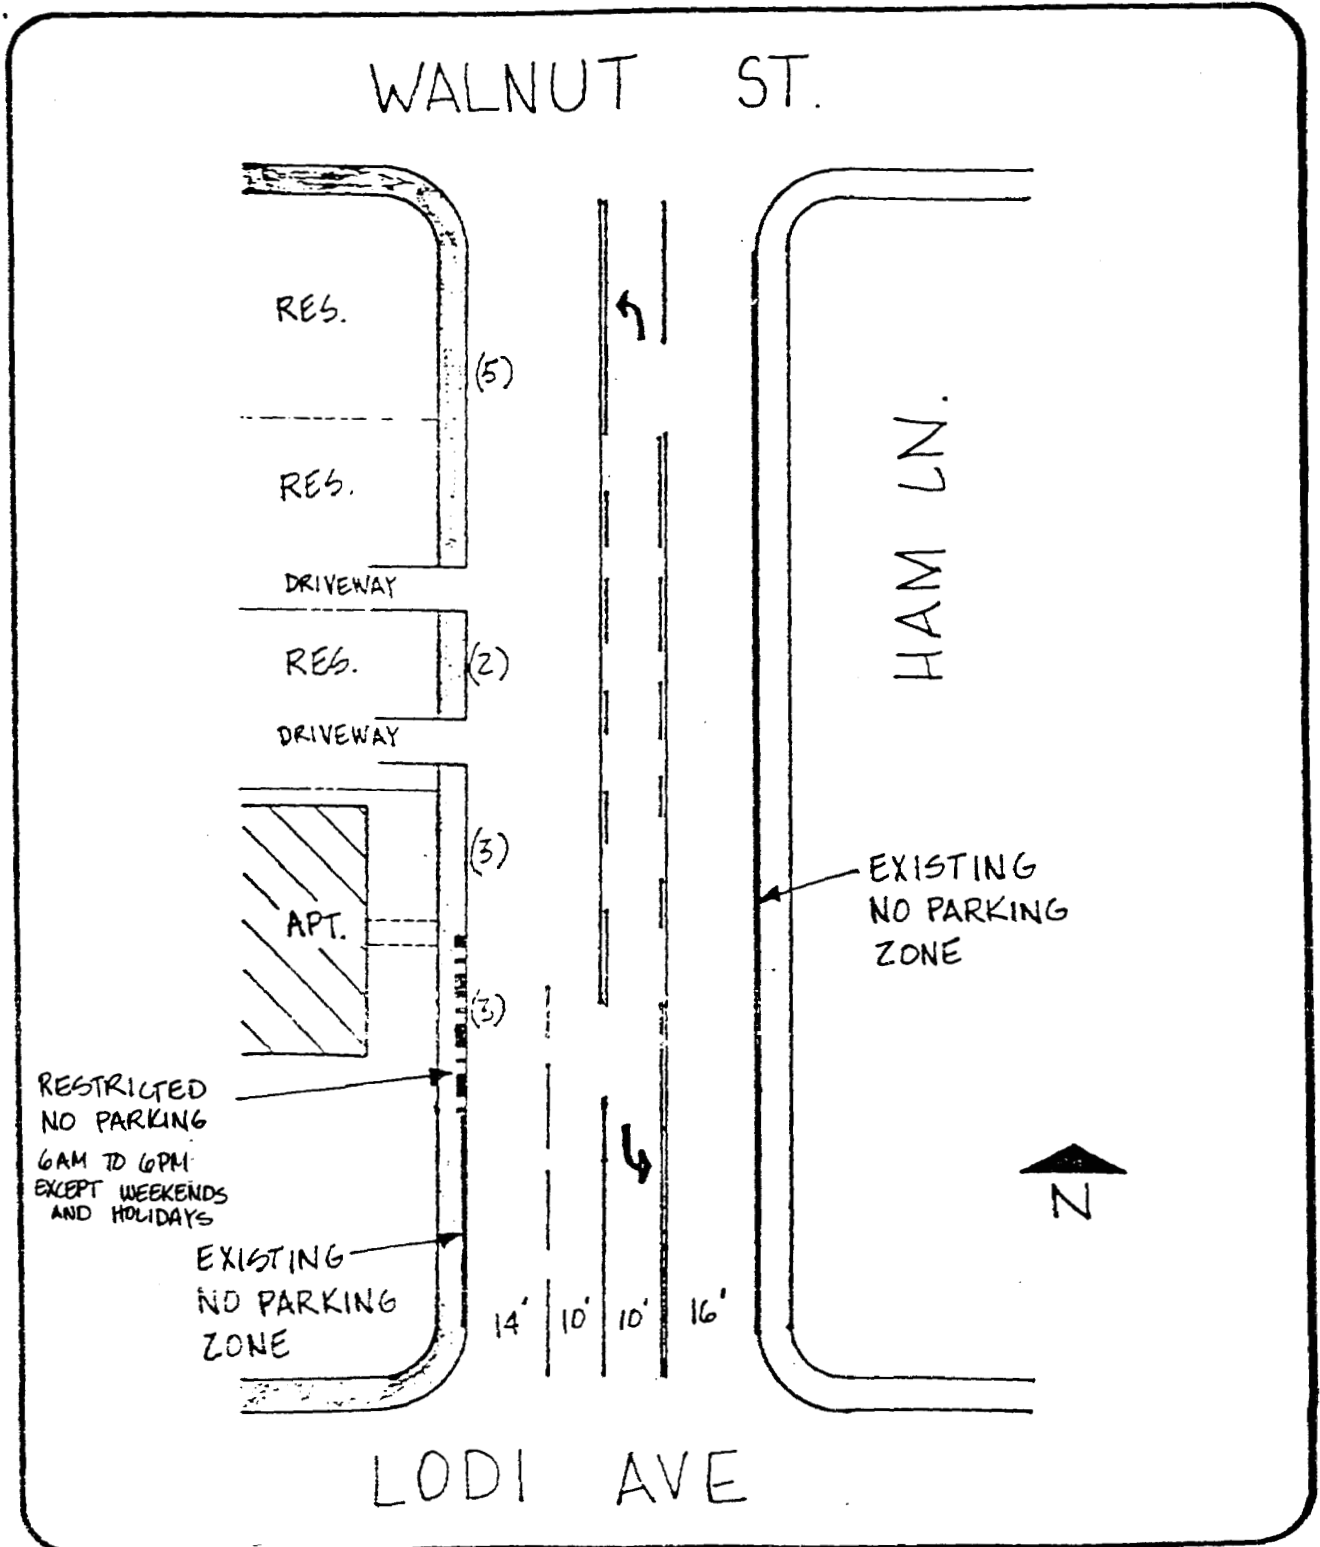 WALNUT ST.
RES.
(5)
RES.
DRIVEWAY
RES.
(2)
DRIVEWAY
(3)
APT.
(3)
HAM LN.
EXISTING
NO PARKING
ZONE
RESTRICTED
NO PARKING
6AM TO 6PM
EXCEPT WEEKENDS
AND HOLIDAYS
EXISTING
NO PARKING
ZONE
14' 10' 10' 16'
N
LODI AVE